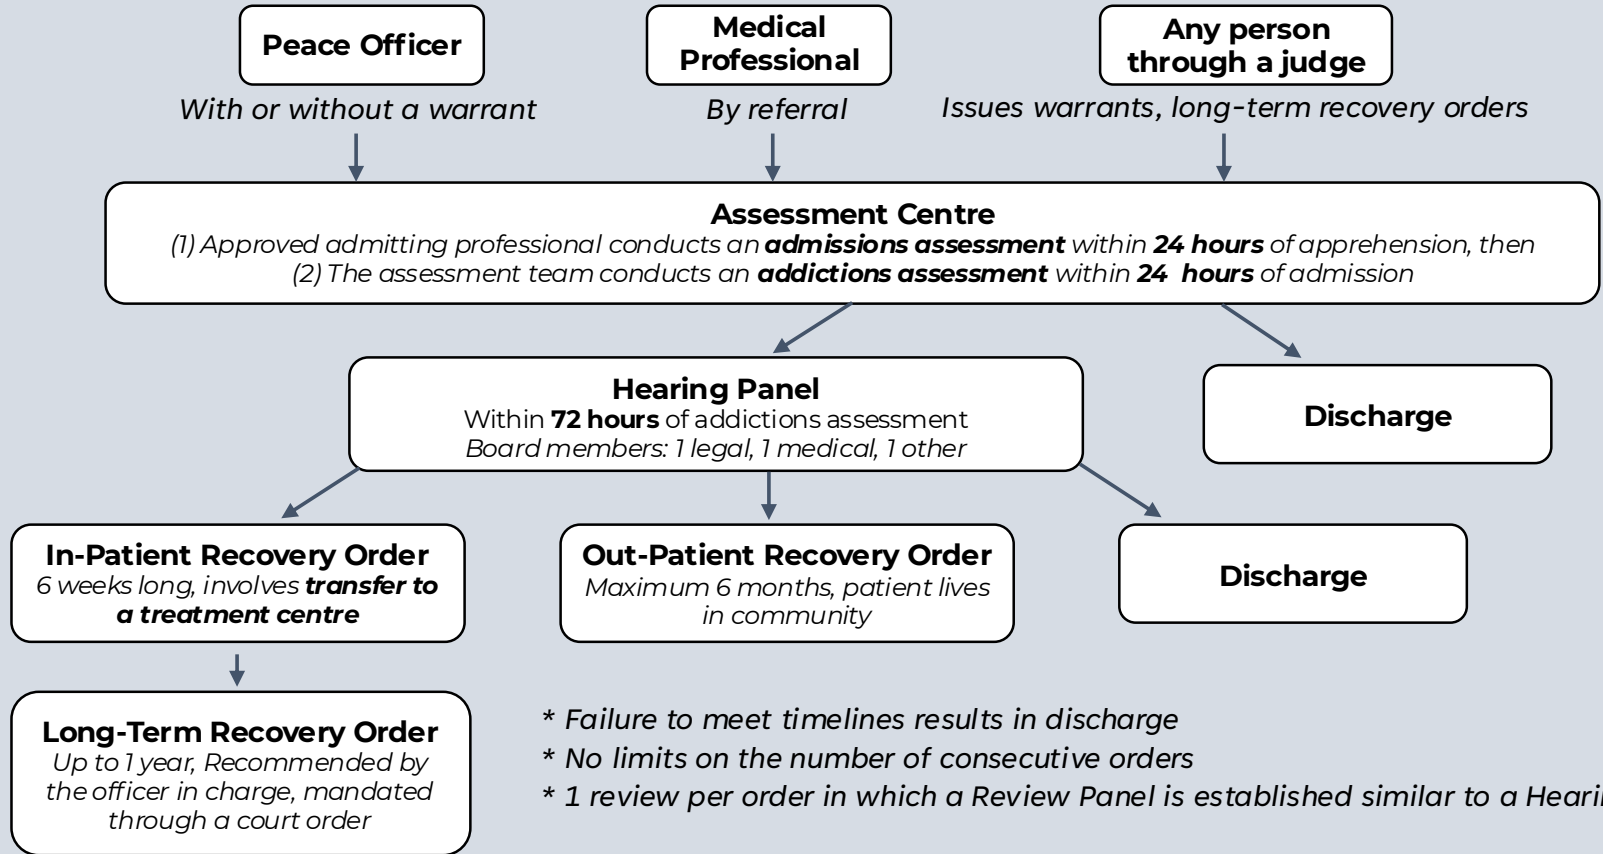 Peace Officer
With or without a warrant
Medical
Professional
By referral
Any person
through a judge
Issues warrants, long-term recovery orders
Assessment Centre
(1) Approved admitting professional conducts an admissions assessment within 24 hours of apprehension, then
(2) The assessment team conducts an addictions assessment within 24 hours of admission
Hearing Panel
Within 72 hours of addictions assessment
Board members: 1 legal, 1 medical, 1 other
Discharge
In-Patient Recovery Order
6 weeks long, involves transfer to
a treatment centre
Out-Patient Recovery Order
Maximum 6 months, patient lives
in community
Discharge
Long-Term Recovery Order
Up to 1 year, Recommended by
the officer in charge, mandated
through a court order
* Failure to meet timelines results in discharge
* No limits on the number of consecutive orders
* 1 review per order in which a Review Panel is established similar to a